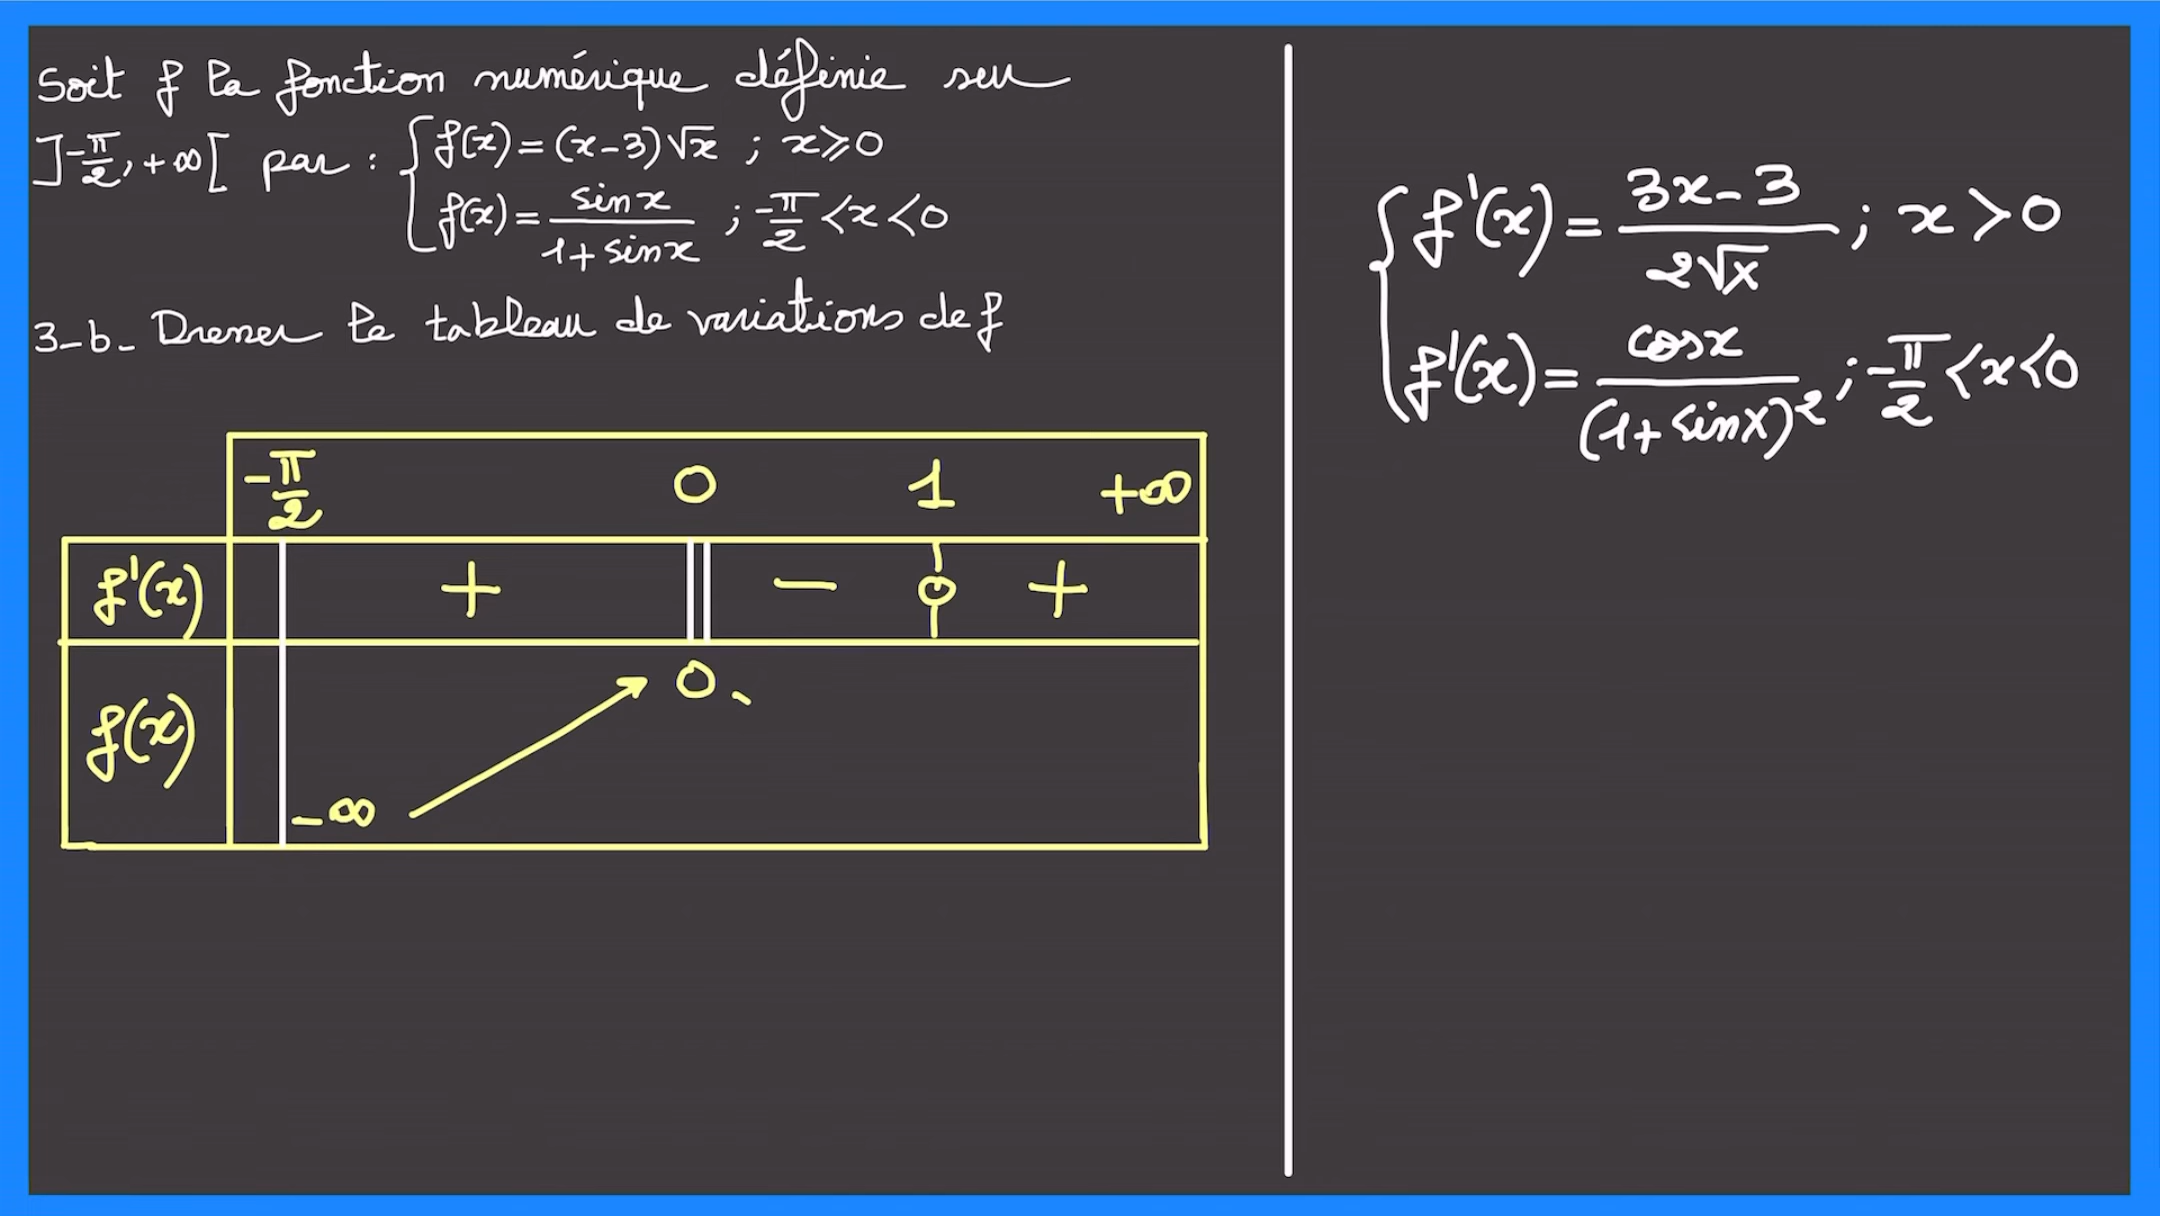 Soit f la fonction numérique définie sur
]-π/2, +∞[ par : { f(x) = (x-3)√x ; x ⩾ 0
f(x) = sin x / 1 + sin x ; -π/2 < x < 0
3-b- Dresser le tableau de variations de f
-π/2 0 1 +∞
f'(x) + || - 0 +
f(x) 0
-∞
{ f'(x) = 3x-3 / 2√x ; x > 0
f'(x) = cos x / (1 + sin x)² ; -π/2 < x < 0